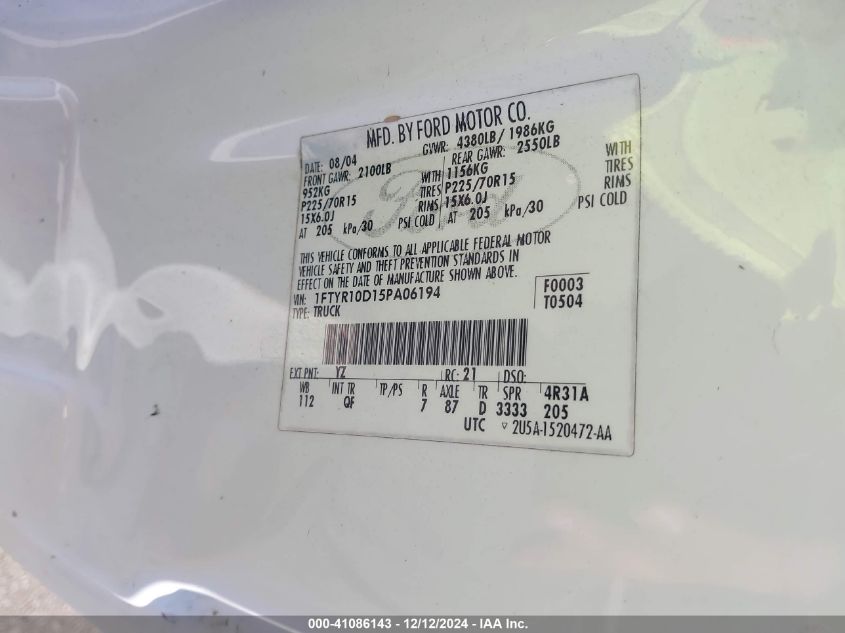 MFD. BY FORD MOTOR CO.
DATE: 08/04 GVWR: 4380LB/ 1986KG
FRONT GAWR: 2100LB REAR GAWR: 2550LB
952KG WITH 1156KG WITH
P225/70R15 TIRES P225/70R15 TIRES
15X6.0J RIMS 15X6.0J RIMS
AT 205 kPa/30 PSI COLD AT 205 kPa/30 PSI COLD
Ford
THIS VEHICLE CONFORMS TO ALL APPLICABLE FEDERAL MOTOR
VEHICLE SAFETY AND THEFT PREVENTION STANDARDS IN
EFFECT ON THE DATE OF MANUFACTURE SHOWN ABOVE.
VIN: 1FTYR10D15PA06194 F0003
TYPE: TRUCK T0504
EXT PNT: YZ RC: 21 DSO:
WB INT TR TP/PS R AXLE TR SPR 4R31A
112 QF 7 87 D 3333 205
UTC 2U5A-1520472-AA
000-41086143 - 12/12/2024 - IAA Inc.